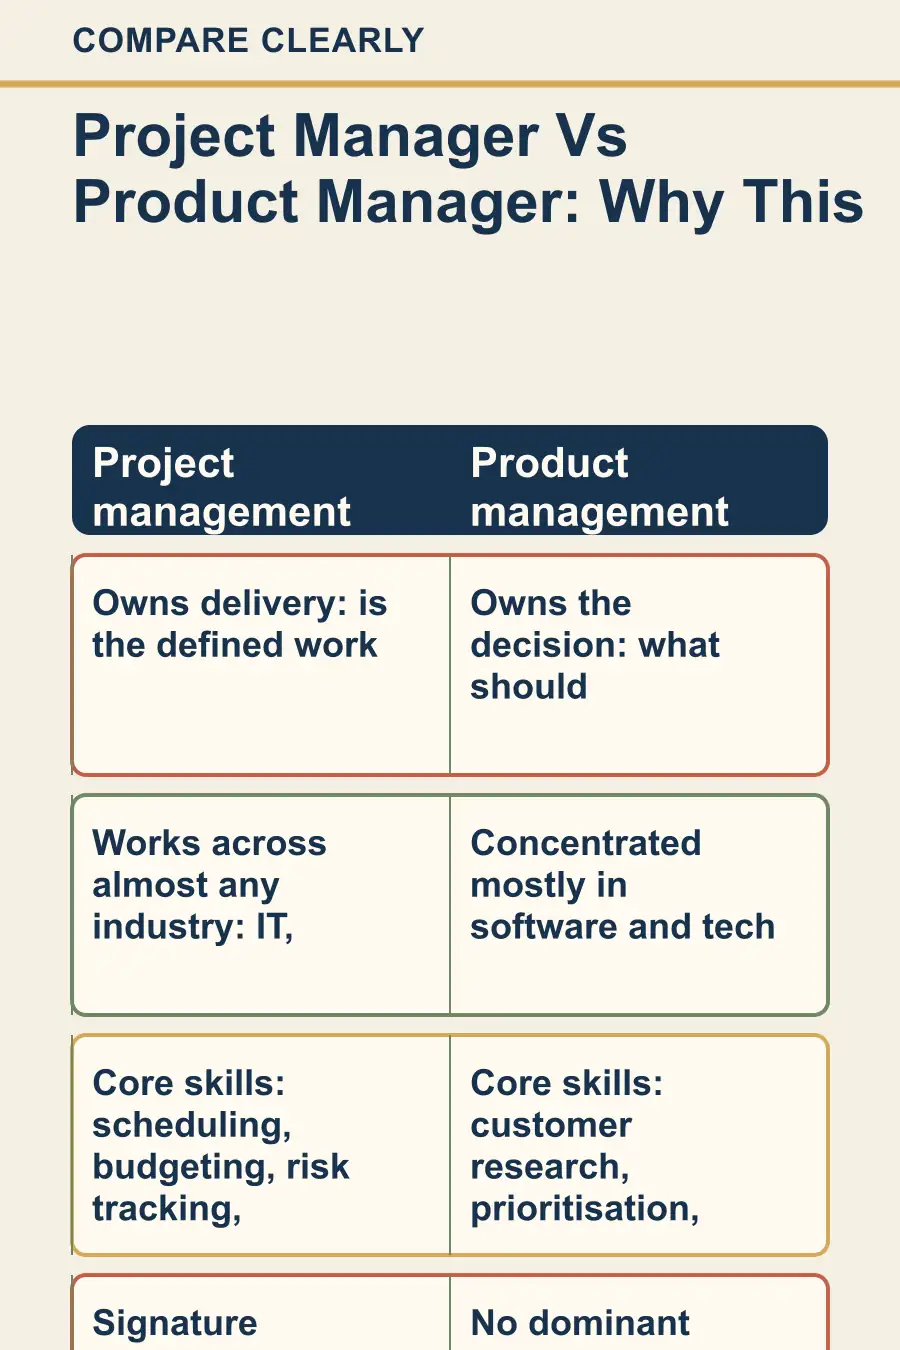 COMPARE CLEARLY
Project Manager Vs
Product Manager: Why This
Project
management
Product
management
Owns delivery: is
the defined work
Owns the
decision: what
should
Works across
almost any
industry: IT,
Concentrated
mostly in
software and tech
Core skills:
scheduling,
budgeting, risk
tracking,
Core skills:
customer
research,
prioritisation,
Signature
No dominant